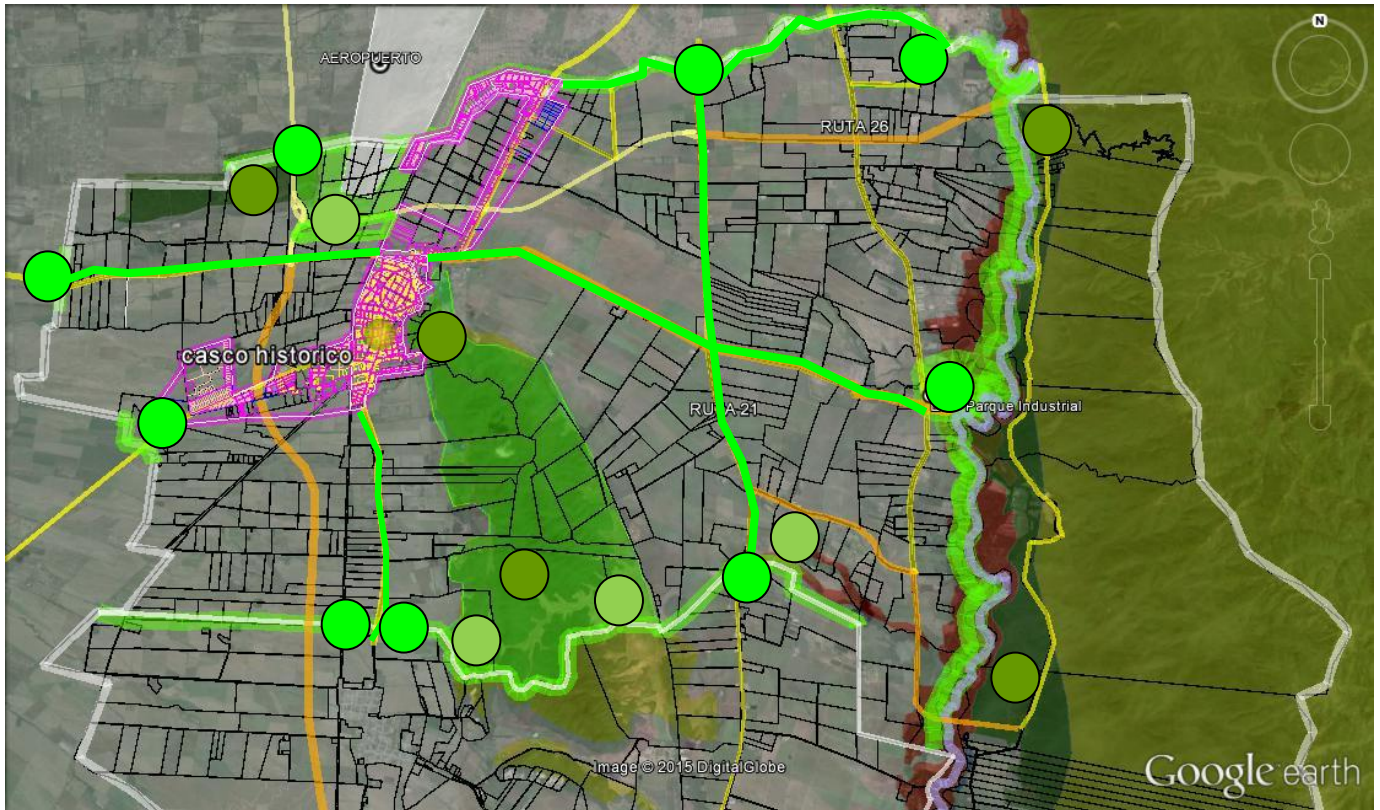 N
AEROPUERTO
RUTA 26
casco historico
Parque Industrial
RUTA 21
Image © 2015 DigitalGlobe
Google earth